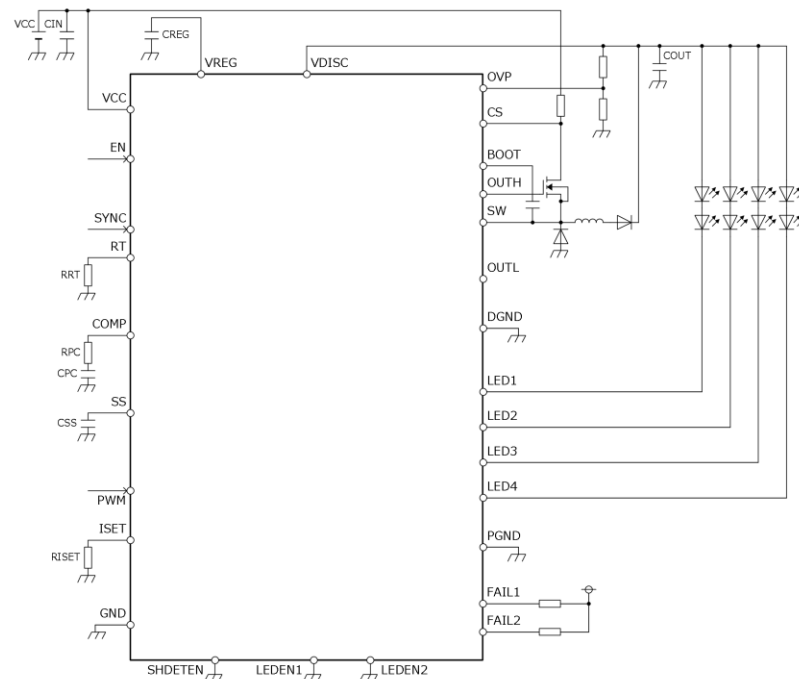 VCC CIN
CREG
VREG
VDISC
COUT
OVP
VCC
CS
EN
BOOT
OUTH
SYNC
SW
RT
RRT
OUTL
COMP
DGND
RPC
CPC
LED1
SS
CSS
LED2
LED3
LED4
PWM
ISET
RISET
PGND
FAIL1
GND
FAIL2
SHDETEN
LEDEN1
LEDEN2